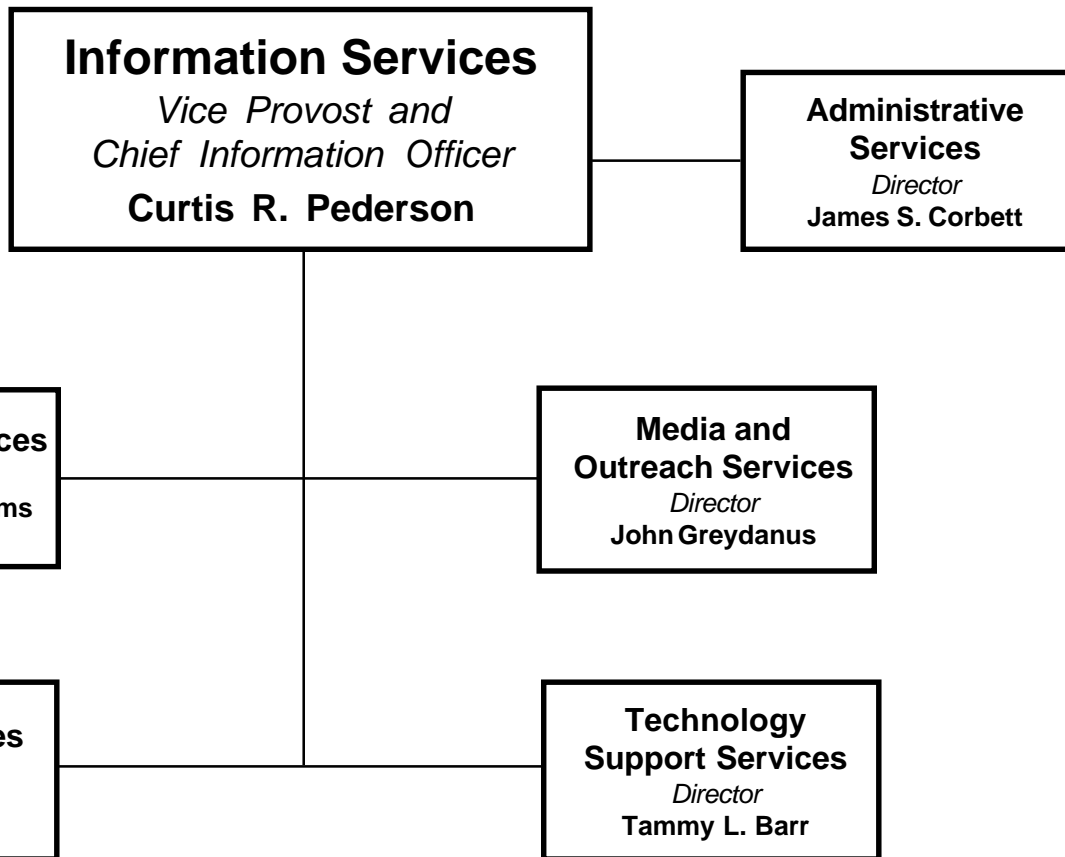 Information Services
Vice Provost and
Chief Information Officer
Curtis R. Pederson
Administrative
Services
Director
James S. Corbett
Media and
Outreach Services
Director
John Greydanus
Technology
Support Services
Director
Tammy L. Barr